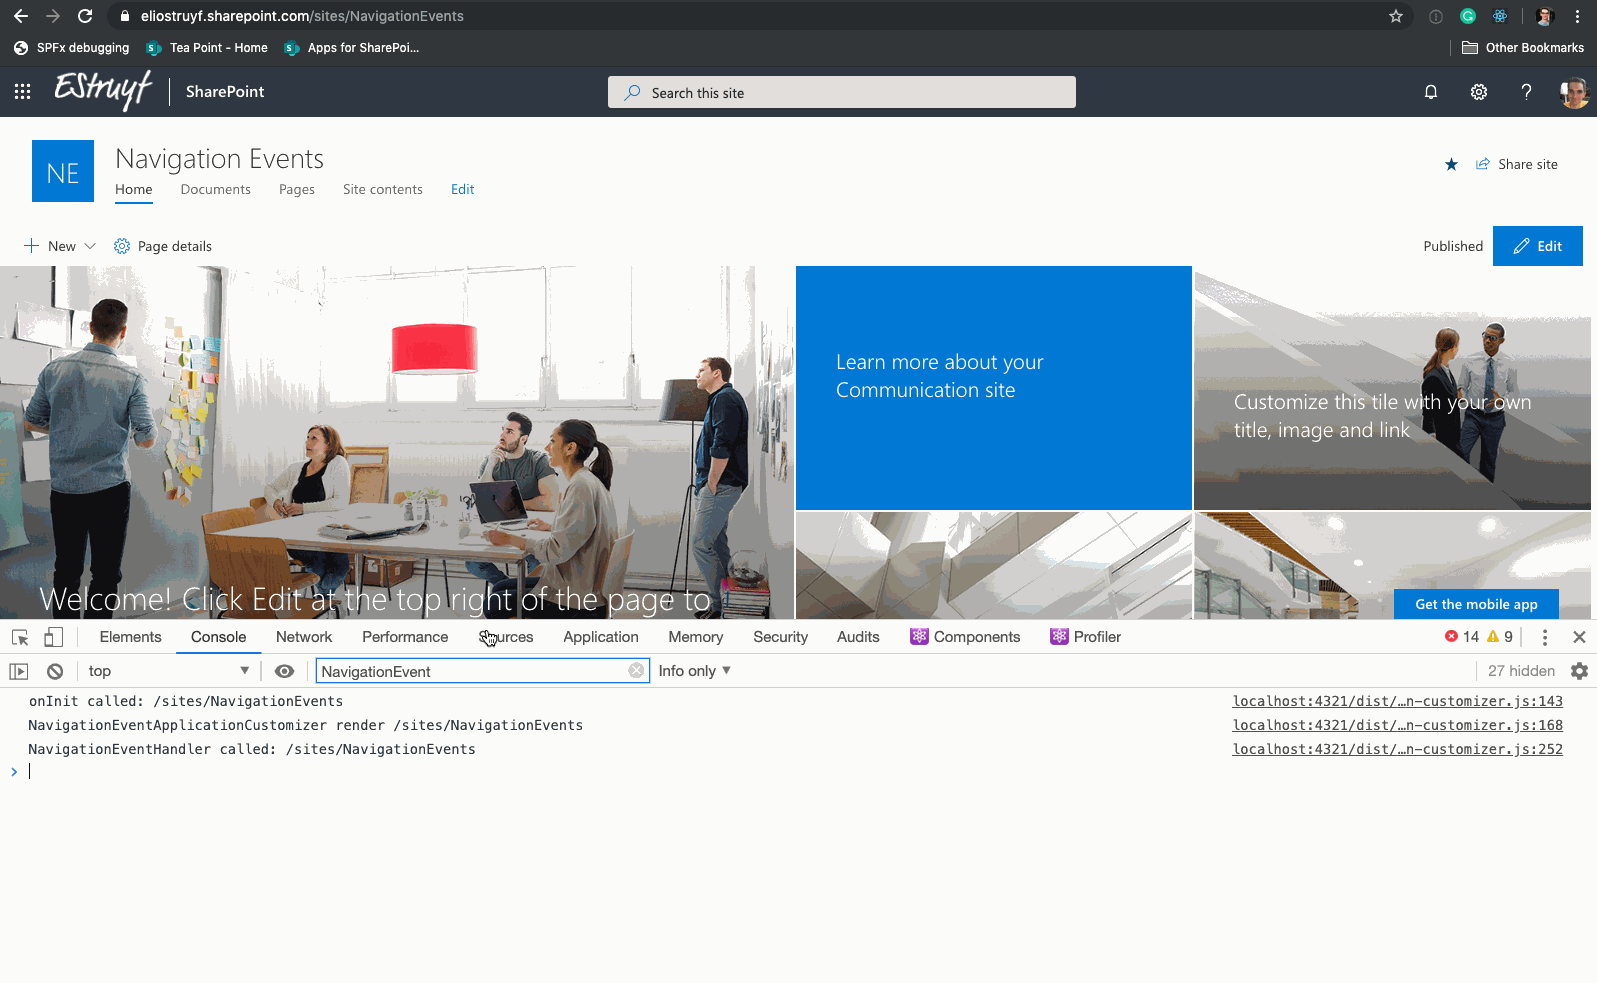 eliostruyf.sharepoint.com/sites/NavigationEvents
SPFx debugging
Tea Point - Home
Apps for SharePoi...
Other Bookmarks
EStruyf
SharePoint
Search this site
?
NE
Navigation Events
Home
Documents
Pages
Site contents
Edit
Share site
New
Page details
Published
Edit
Learn more about your
Communication site
Customize this tile with your own
title, image and link
Welcome! Click Edit at the top right of the page to
Get the mobile app
Elements
Console
Network
Performance
Sources
Application
Memory
Security
Audits
Components
Profiler
14
9
top
NavigationEvent
Info only
27 hidden
onInit called: /sites/NavigationEvents
localhost:4321/dist/…n-customizer.js:143
NavigationEventApplicationCustomizer render /sites/NavigationEvents
localhost:4321/dist/…n-customizer.js:168
NavigationEventHandler called: /sites/NavigationEvents
localhost:4321/dist/…n-customizer.js:252